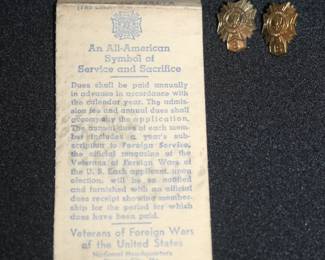 An All-American
Symbol of
Service and Sacrifice
Dues shall be paid annually
in advance in accordance with
the calendar year. The admis-
sion fee and annual dues shall
accompany the application.
The annual dues of each mem-
ber includes a year's sub-
scription to Foreign Service,
the official magazine of the
Veterans of Foreign Wars of
the U. S. Each applicant, upon
election, will be so notified
and furnished with an official
dues receipt showing member-
ship for the period for which
dues have been paid.
Veterans of Foreign Wars
of the United States
National Headquarters